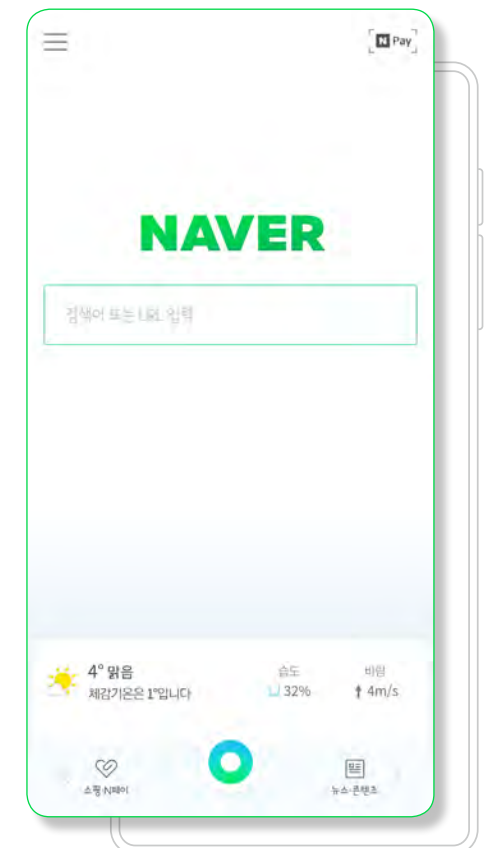 N Pay
NAVER
검색어 또는 URL 입력
4° 맑음
체감기온은 1°입니다
습도
32%
바람
4m/s
쇼핑·N페이
뉴스·콘텐츠